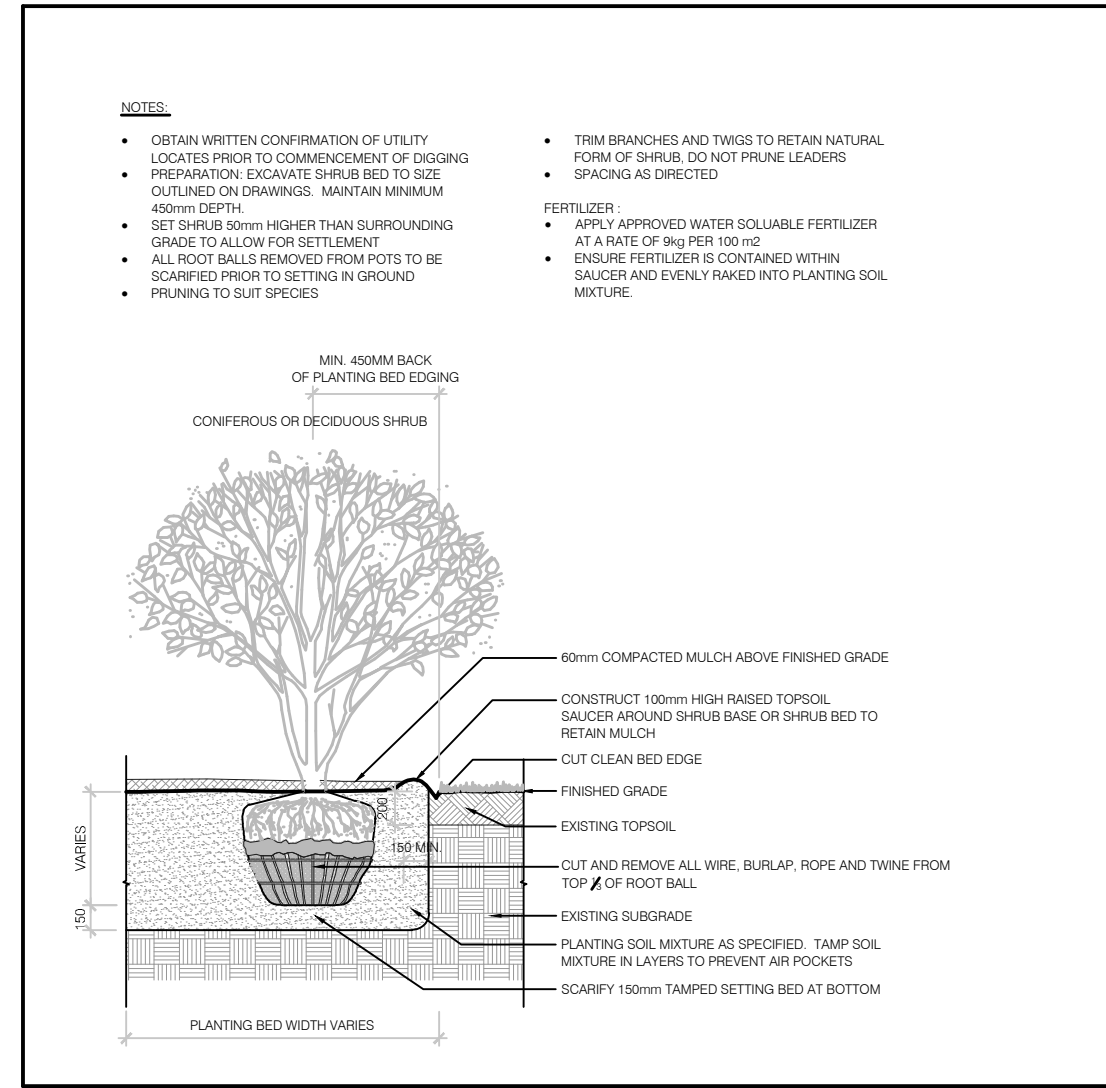 NOTES:
• OBTAIN WRITTEN CONFIRMATION OF UTILITY
LOCATES PRIOR TO COMMENCEMENT OF DIGGING
• PREPARATION: EXCAVATE SHRUB BED TO SIZE
OUTLINED ON DRAWINGS. MAINTAIN MINIMUM
450mm DEPTH.
• SET SHRUB 50mm HIGHER THAN SURROUNDING
GRADE TO ALLOW FOR SETTLEMENT
• ALL ROOT BALLS REMOVED FROM POTS TO BE
SCARIFIED PRIOR TO SETTING IN GROUND
• PRUNING TO SUIT SPECIES
• TRIM BRANCHES AND TWIGS TO RETAIN NATURAL
FORM OF SHRUB, DO NOT PRUNE LEADERS
• SPACING AS DIRECTED
FERTILIZER :
• APPLY APPROVED WATER SOLUABLE FERTILIZER
AT A RATE OF 9kg PER 100 m2
• ENSURE FERTILIZER IS CONTAINED WITHIN
SAUCER AND EVENLY RAKED INTO PLANTING SOIL
MIXTURE.
MIN. 450MM BACK
OF PLANTING BED EDGING
CONIFEROUS OR DECIDUOUS SHRUB
60mm COMPACTED MULCH ABOVE FINISHED GRADE
CONSTRUCT 100mm HIGH RAISED TOPSOIL
SAUCER AROUND SHRUB BASE OR SHRUB BED TO
RETAIN MULCH
CUT CLEAN BED EDGE
FINISHED GRADE
200
EXISTING TOPSOIL
VARIES
150 MIN.
CUT AND REMOVE ALL WIRE, BURLAP, ROPE AND TWINE FROM
TOP ⅓ OF ROOT BALL
150
EXISTING SUBGRADE
PLANTING SOIL MIXTURE AS SPECIFIED. TAMP SOIL
MIXTURE IN LAYERS TO PREVENT AIR POCKETS
SCARIFY 150mm TAMPED SETTING BED AT BOTTOM
PLANTING BED WIDTH VARIES